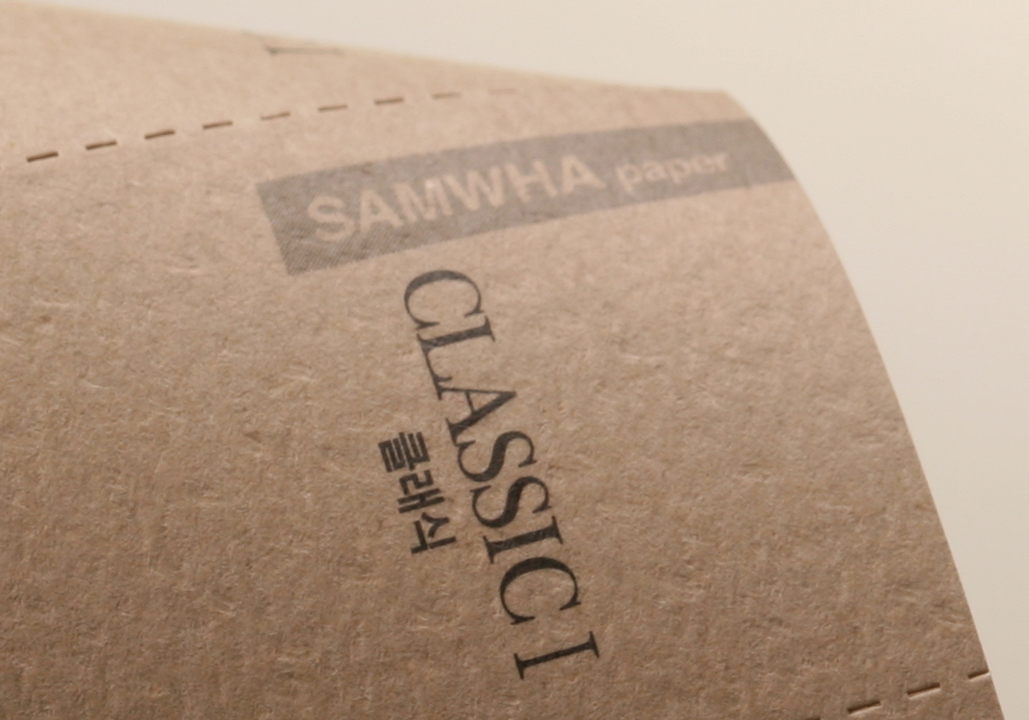 SAMWHA paper
CLASSIC I
클래식